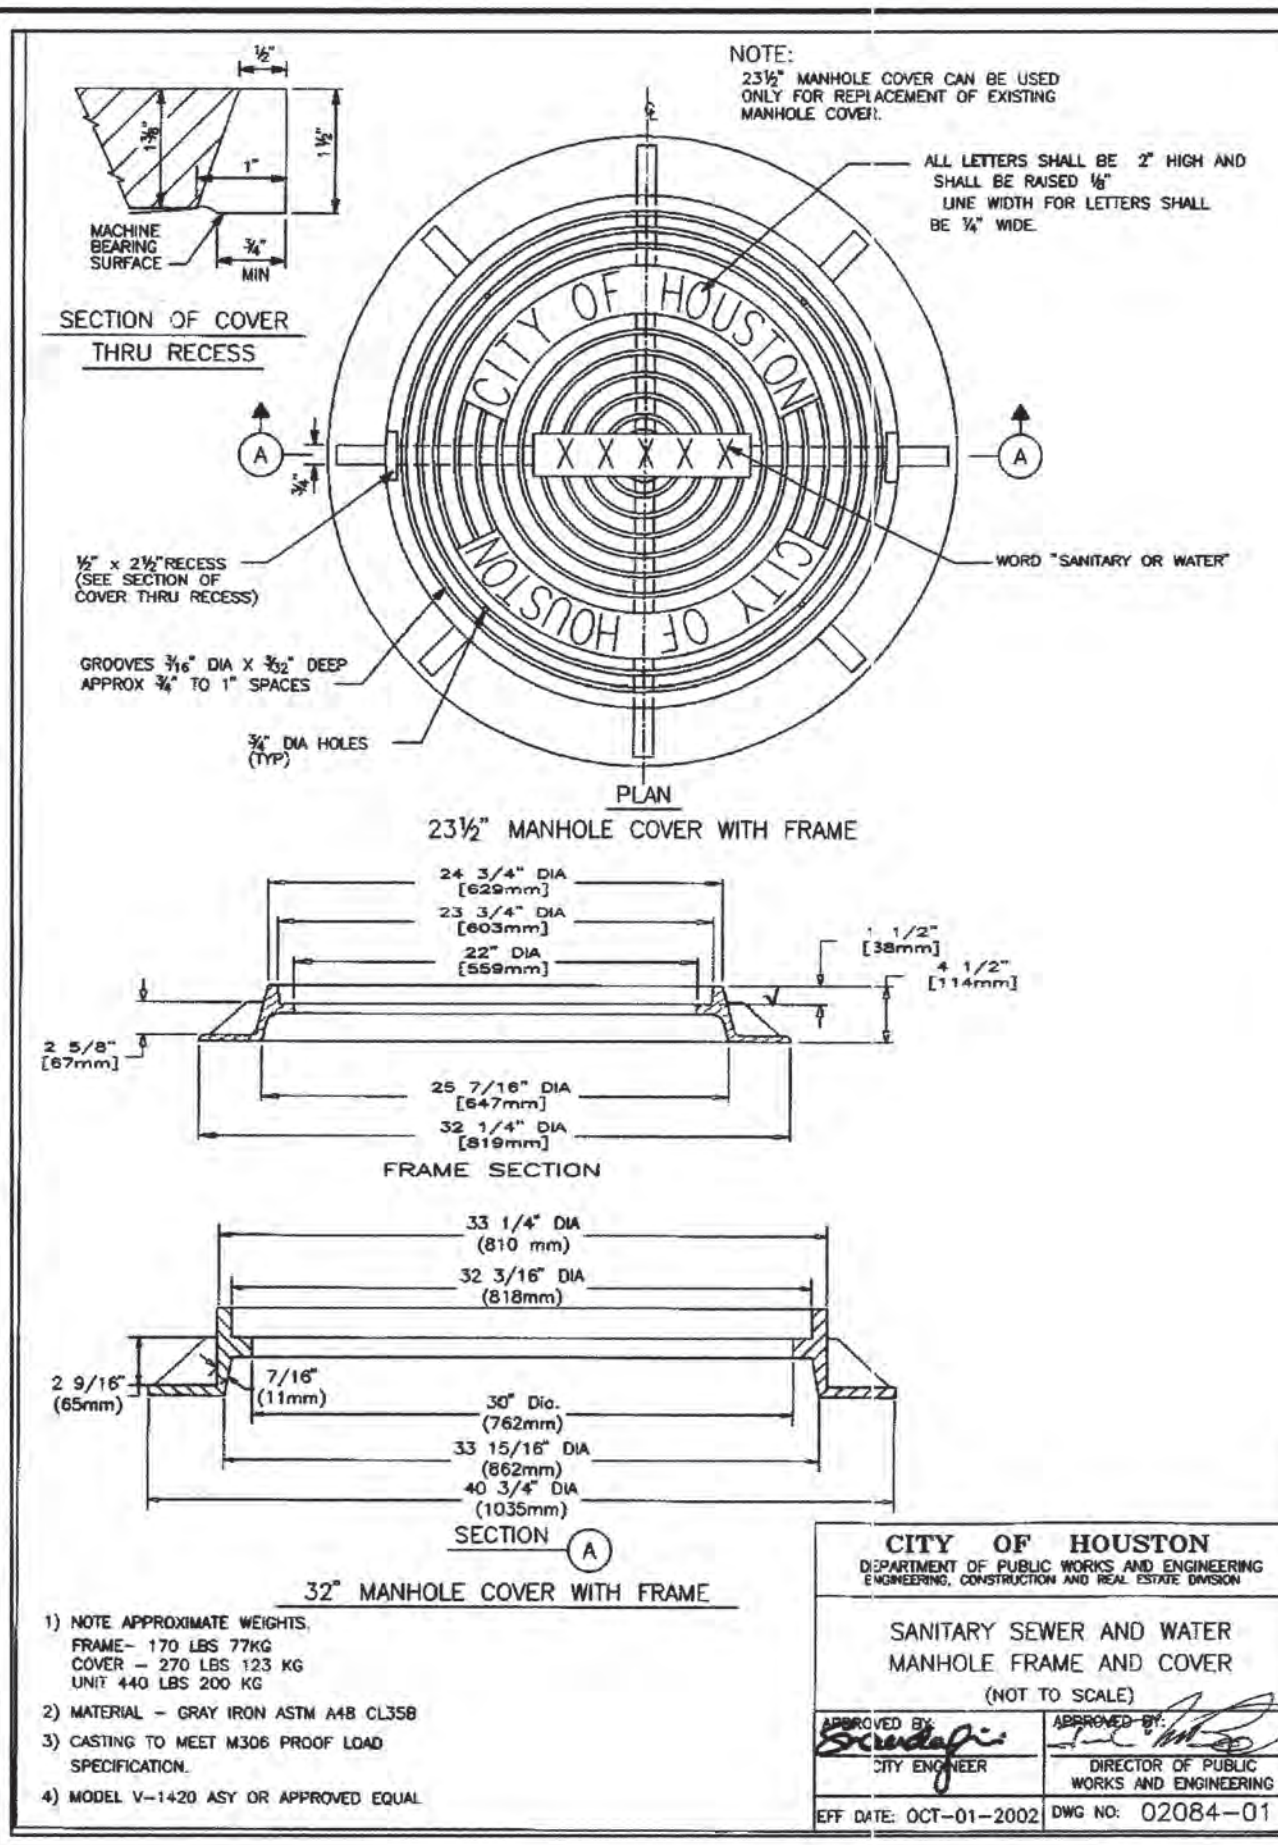 NOTE:
23½" MANHOLE COVER CAN BE USED
ONLY FOR REPLACEMENT OF EXISTING
MANHOLE COVER.
½"
1⅜"
1½"
1"
¾"
MIN
MACHINE
BEARING
SURFACE
SECTION OF COVER
THRU RECESS
℄
ALL LETTERS SHALL BE 2" HIGH AND
SHALL BE RAISED ⅛"
LINE WIDTH FOR LETTERS SHALL
BE ¼" WIDE.
CITY OF HOUSTON
A
¾"
X X X X X
A
CITY OF HOUSTON
WORD "SANITARY OR WATER"
½" x 2½" RECESS
(SEE SECTION OF
COVER THRU RECESS)
GROOVES 3/16" DIA X 3/32" DEEP
APPROX ¾" TO 1" SPACES
¾" DIA HOLES
(TYP)
PLAN
23½" MANHOLE COVER WITH FRAME
24 3/4" DIA
[629mm]
23 3/4" DIA
[603mm]
22" DIA
[559mm]
1 1/2"
[38mm]
4 1/2"
[114mm]
2 5/8"
[67mm]
25 7/16" DIA
[647mm]
32 1/4" DIA
[819mm]
FRAME SECTION
33 1/4" DIA
(810 mm)
32 3/16" DIA
(818mm)
2 9/16"
(65mm)
7/16"
(11mm)
30" Dia.
(762mm)
33 15/16" DIA
(862mm)
40 3/4" DIA
(1035mm)
SECTION A
32" MANHOLE COVER WITH FRAME
1) NOTE APPROXIMATE WEIGHTS.
FRAME- 170 LBS 77KG
COVER - 270 LBS 123 KG
UNIT 440 LBS 200 KG
2) MATERIAL - GRAY IRON ASTM A48 CL35B
3) CASTING TO MEET M306 PROOF LOAD
SPECIFICATION.
4) MODEL V-1420 ASY OR APPROVED EQUAL
CITY OF HOUSTON
DEPARTMENT OF PUBLIC WORKS AND ENGINEERING
ENGINEERING, CONSTRUCTION AND REAL ESTATE DIVISION
SANITARY SEWER AND WATER
MANHOLE FRAME AND COVER
(NOT TO SCALE)
APPROVED BY:
CITY ENGINEER
APPROVED BY:
DIRECTOR OF PUBLIC
WORKS AND ENGINEERING
EFF DATE: OCT-01-2002
DWG NO: 02084-01